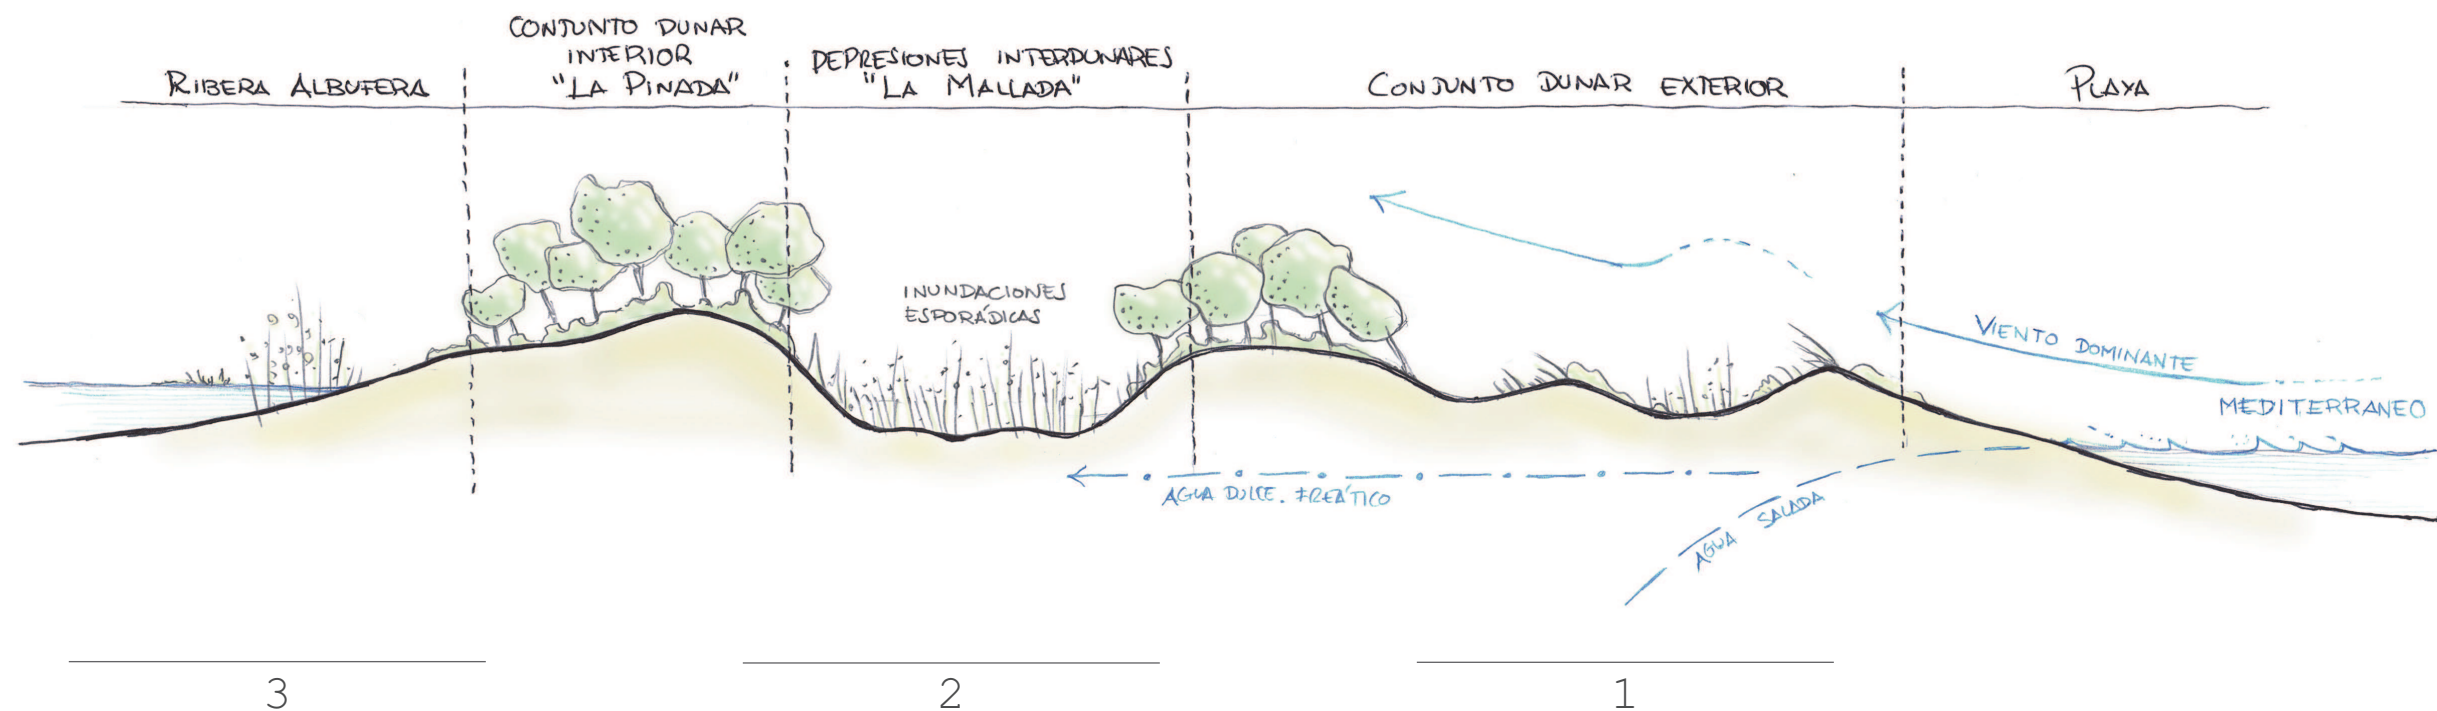 RIBERA ALBUFERA
CONJUNTO DUNAR
INTERIOR
"LA PINADA"
DEPRESIONES INTERDUNARES
"LA MALLADA"
CONJUNTO DUNAR EXTERIOR
PLAYA
INUNDACIONES
ESPORÁDICAS
VIENTO DOMINANTE
MEDITERRANEO
AGUA DULCE. FREÁTICO
AGUA SALADA
3
2
1